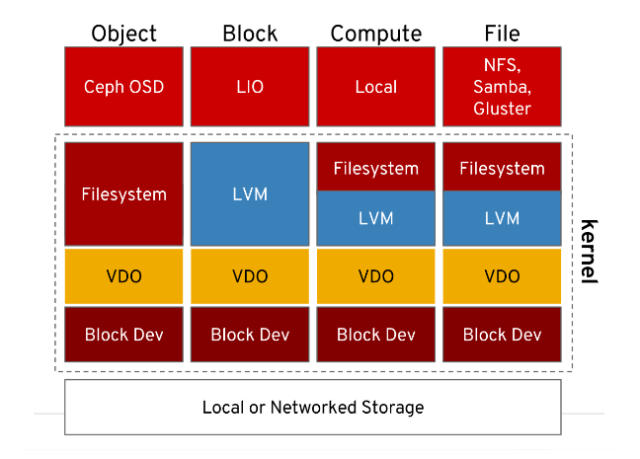 Object Block Compute File
Ceph OSD LIO Local NFS,
Samba,
Gluster
Filesystem LVM Filesystem Filesystem
LVM LVM
VDO VDO VDO VDO
Block Dev Block Dev Block Dev Block Dev
kernel
Local or Networked Storage